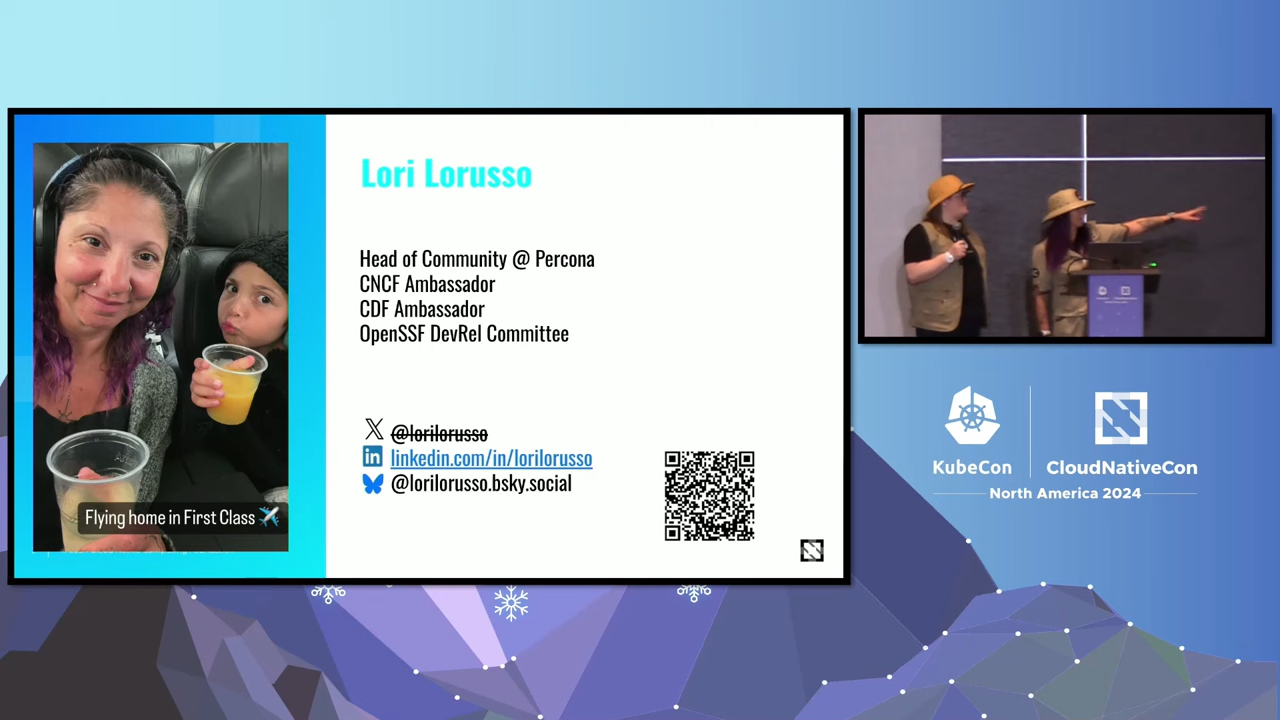 Lori Lorusso
Head of Community @ Percona
CNCF Ambassador
CDF Ambassador
OpenSSF DevRel Committee
@lorilorusso
linkedin.com/in/lorilorusso
@lorilorusso.bsky.social
Flying home in First Class
KubeCon
CloudNativeCon
North America 2024